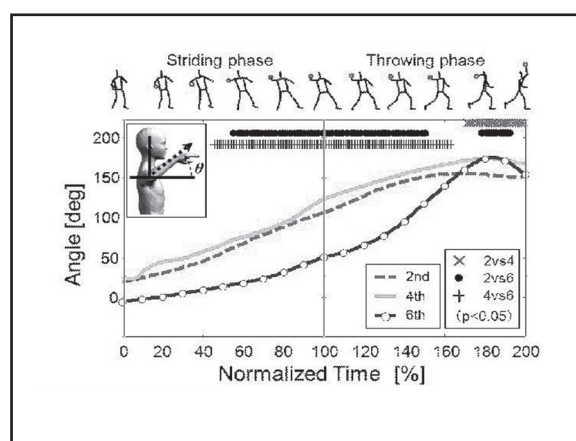 Striding phase Throwing phase
200
150
100
50
0
Angle [deg]
θ
2nd
4th
6th
2vs4
2vs6
4vs6
(p<0.05)
0 20 40 60 80 100 120 140 160 180 200
Normalized Time [%]